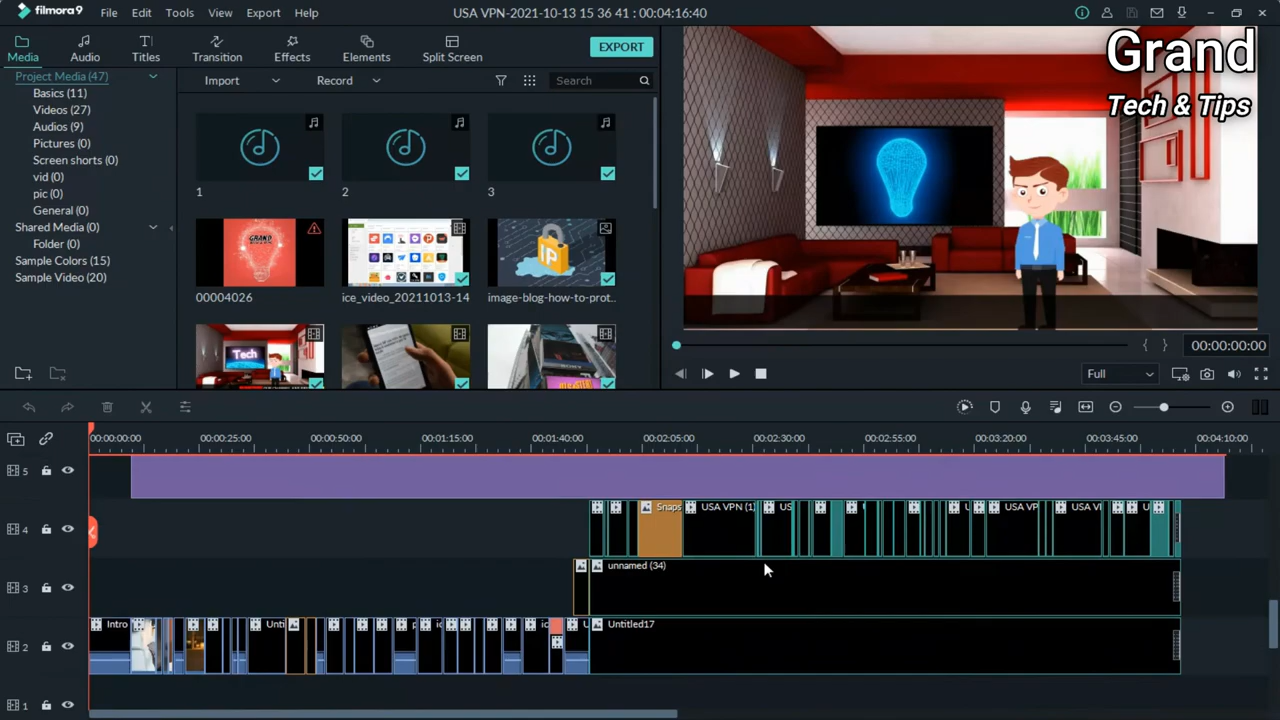 filmora9
File Edit Tools View Export Help
USA VPN-2021-10-13 15 36 41 : 00:04:16:40
Media Audio Titles Transition Effects Elements Split Screen
EXPORT
Project Media (47)
Basics (11)
Videos (27)
Audios (9)
Pictures (0)
Screen shorts (0)
vid (0)
pic (0)
General (0)
Shared Media (0)
Folder (0)
Sample Colors (15)
Sample Video (20)
Import Record Search
1 2 3
GRAND
00004026 ice_video_20211013-14 IP image-blog-how-to-prot..
Tech
Grand
Tech & Tips
00:00:00:00
Full
00:00:00:00 00:00:25:00 00:00:50:00 00:01:15:00 00:01:40:00 00:02:05:00 00:02:30:00 00:02:55:00 00:03:20:00 00:03:45:00 00:04:10:00
5
4 Snaps USA VPN (1) US USA VP USA VI U
3 unnamed (34)
2 Intro Unti p ic ic U Untitled17
1